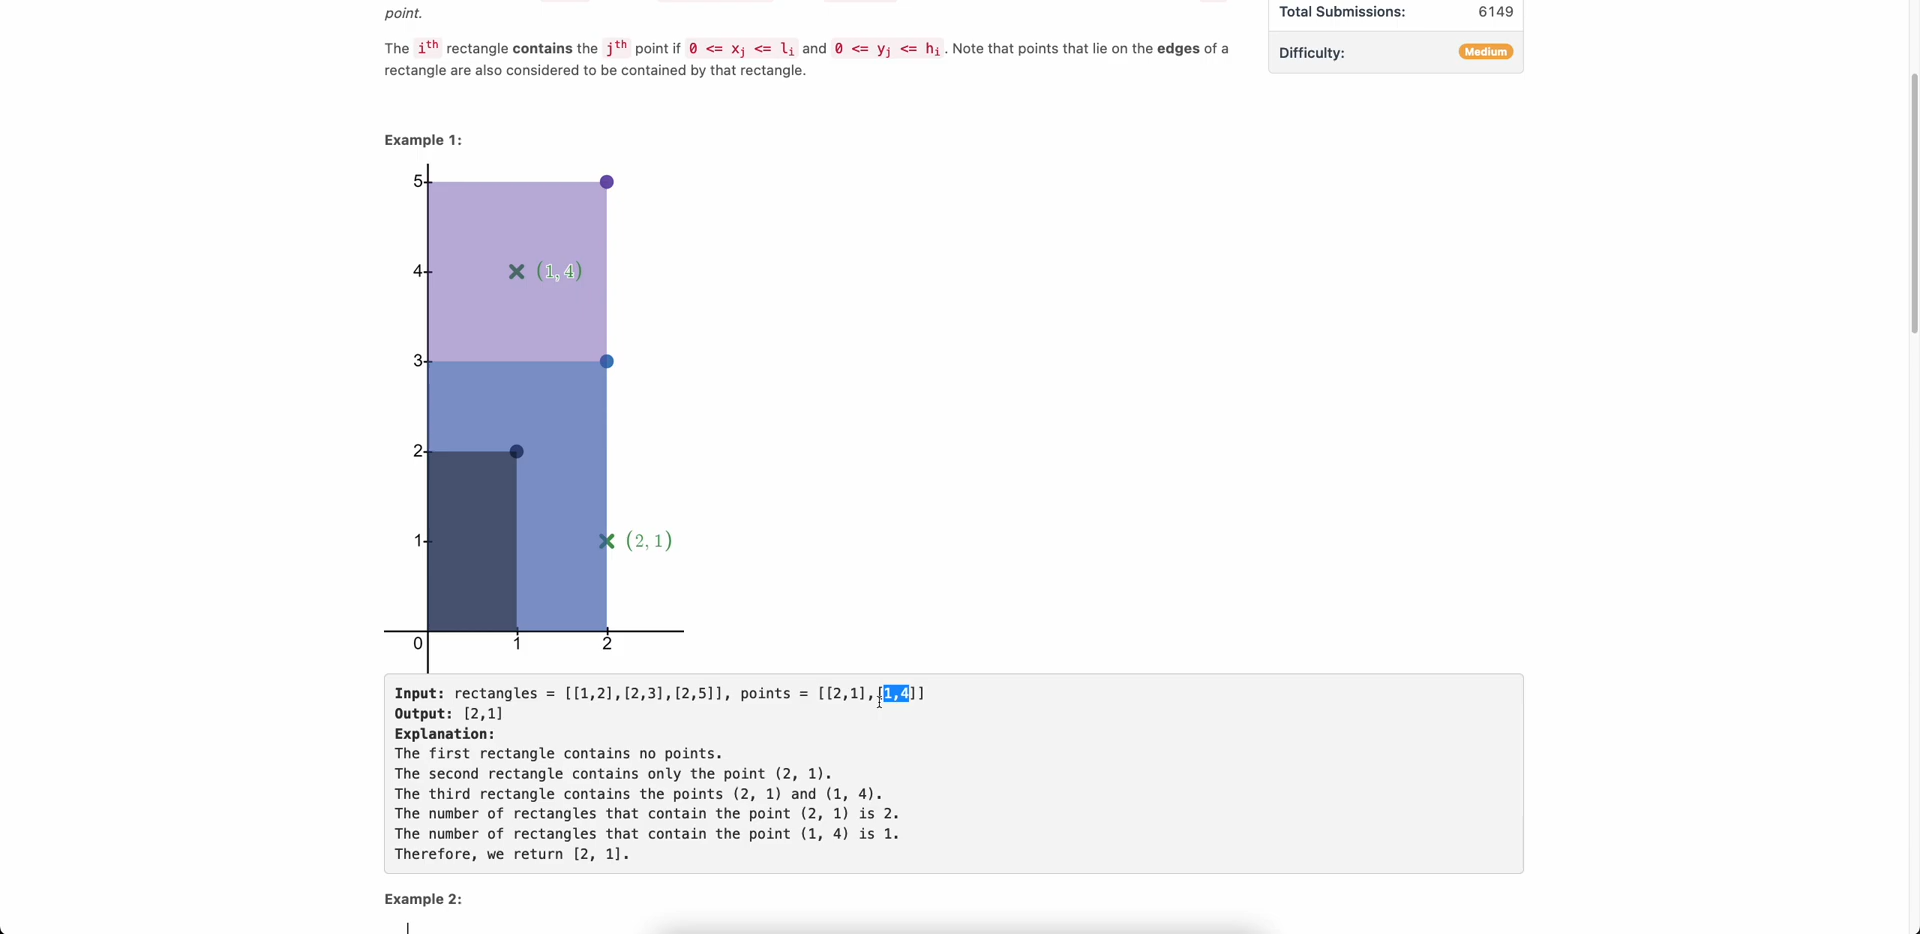 point.
Total Submissions: 6149
The ith rectangle contains the jth point if 0 <= xj <= li and 0 <= yj <= hi. Note that points that lie on the edges of a
rectangle are also considered to be contained by that rectangle.
Difficulty: Medium
Example 1:
5
(1, 4)
4
3
2
1
(2, 1)
0 1 2
Input: rectangles = [[1,2],[2,3],[2,5]], points = [[2,1],[1,4]]
Output: [2,1]
Explanation:
The first rectangle contains no points.
The second rectangle contains only the point (2, 1).
The third rectangle contains the points (2, 1) and (1, 4).
The number of rectangles that contain the point (2, 1) is 2.
The number of rectangles that contain the point (1, 4) is 1.
Therefore, we return [2, 1].
Example 2: